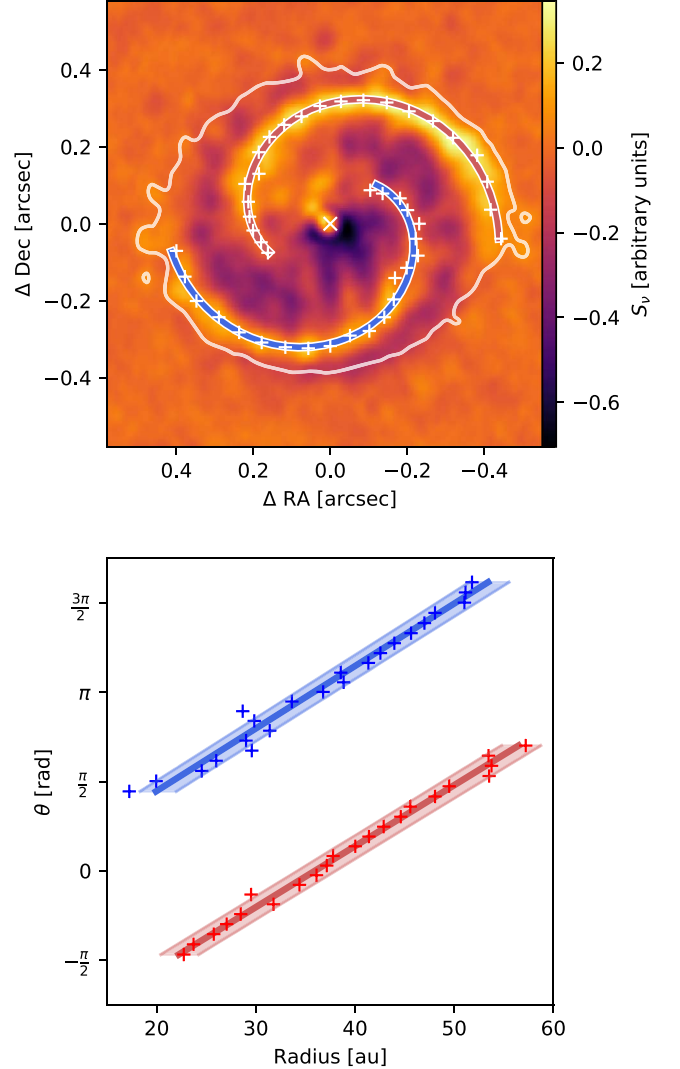 0.4
0.2
0.0
−0.2
−0.4
Δ Dec [arcsec]
0.4 0.2 0.0 −0.2 −0.4
Δ RA [arcsec]
0.2
0.0
−0.2
−0.4
−0.6
S_ν [arbitrary units]
3π/2
π
π/2
0
−π/2
θ [rad]
20 30 40 50 60
Radius [au]